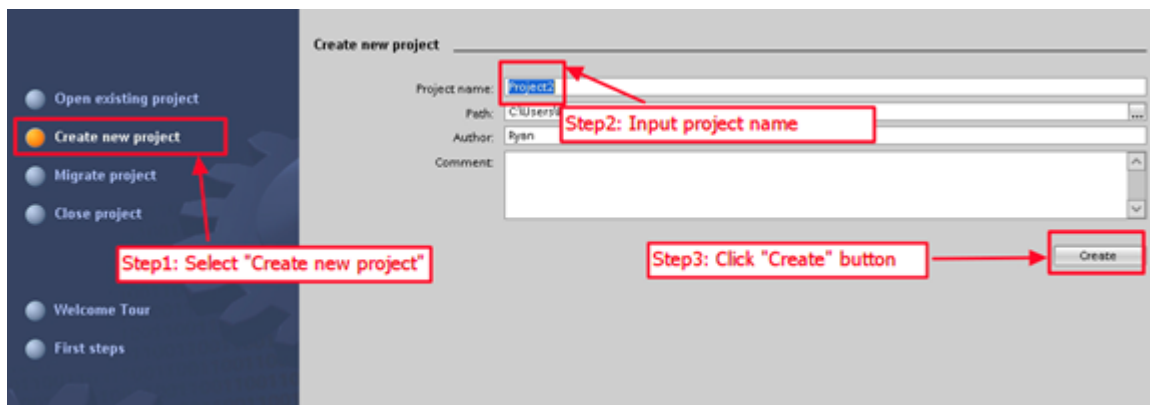 Create new project
Open existing project
Create new project
Migrate project
Close project
Welcome Tour
First steps
Project name: Project2
Path: C:\Users\
Author: Ryan
Comment:
...
Create
Step1: Select "Create new project"
Step2: Input project name
Step3: Click "Create" button